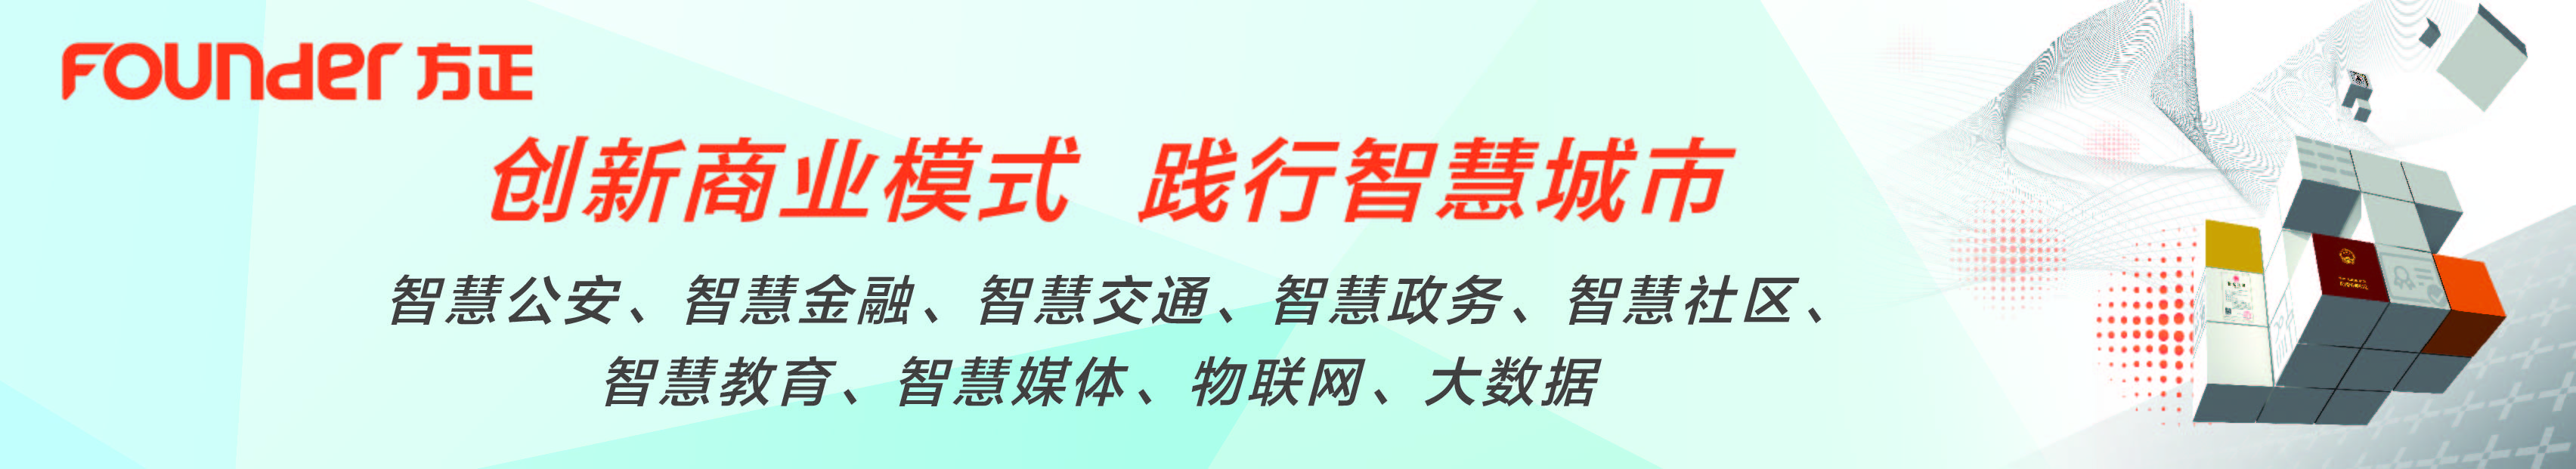 Founder 方正
创新商业模式 践行智慧城市
智慧公安、智慧金融、智慧交通、智慧政务、智慧社区、
智慧教育、智慧媒体、物联网、大数据